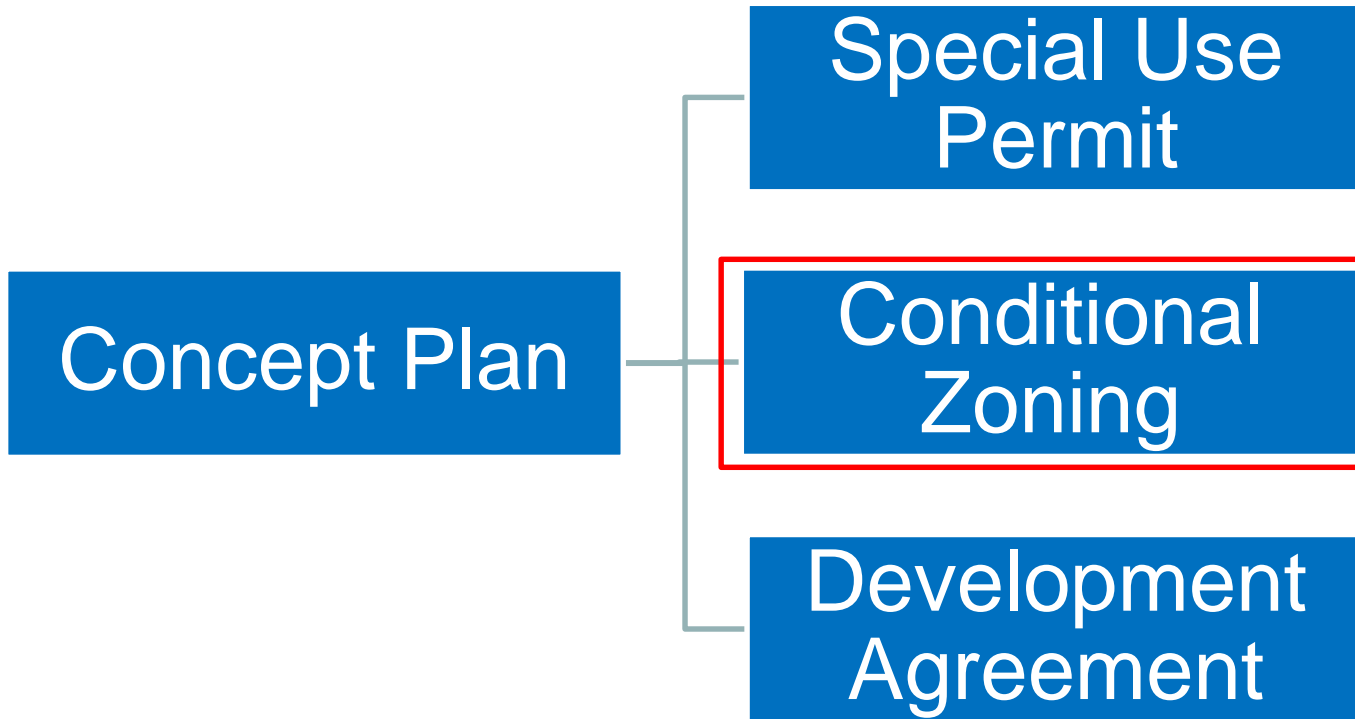 Concept Plan
Special Use
Permit
Conditional
Zoning
Development
Agreement